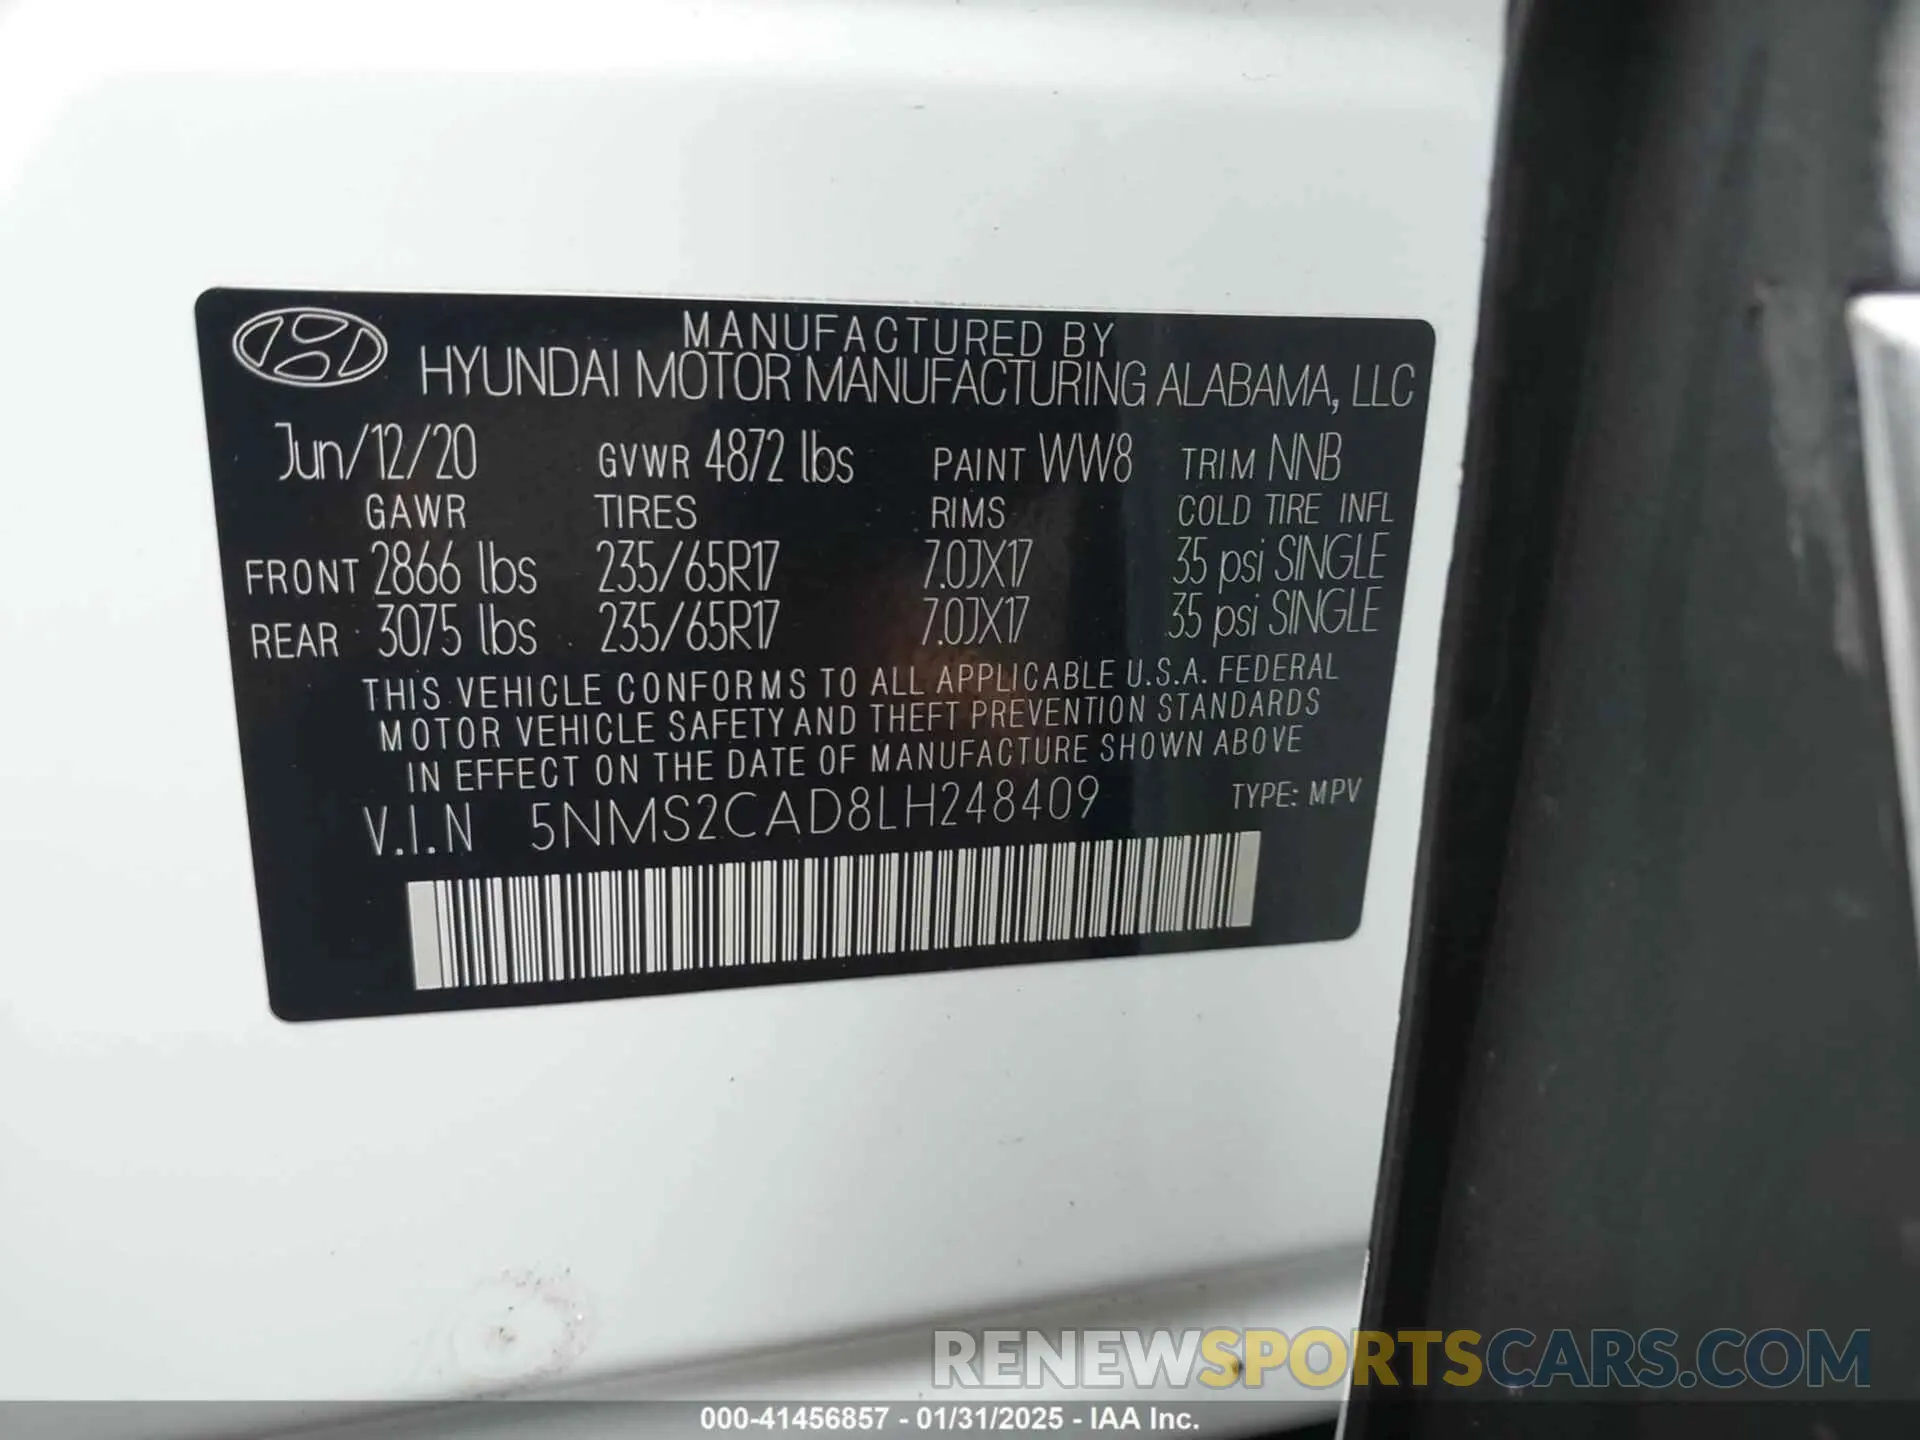 MANUFACTURED BY
HYUNDAI MOTOR MANUFACTURING ALABAMA, LLC
Jun/12/20 GVWR 4872 lbs PAINT WW8 TRIM NNB
GAWR TIRES RIMS COLD TIRE INFL
FRONT 2866 lbs 235/65R17 7.0JX17 35 psi SINGLE
REAR 3075 lbs 235/65R17 7.0JX17 35 psi SINGLE
THIS VEHICLE CONFORMS TO ALL APPLICABLE U.S.A. FEDERAL
MOTOR VEHICLE SAFETY AND THEFT PREVENTION STANDARDS
IN EFFECT ON THE DATE OF MANUFACTURE SHOWN ABOVE
V.I.N 5NMS2CAD8LH248409 TYPE: MPV
RENEWSPORTSCARS.COM
000-41456857 - 01/31/2025 - IAA Inc.